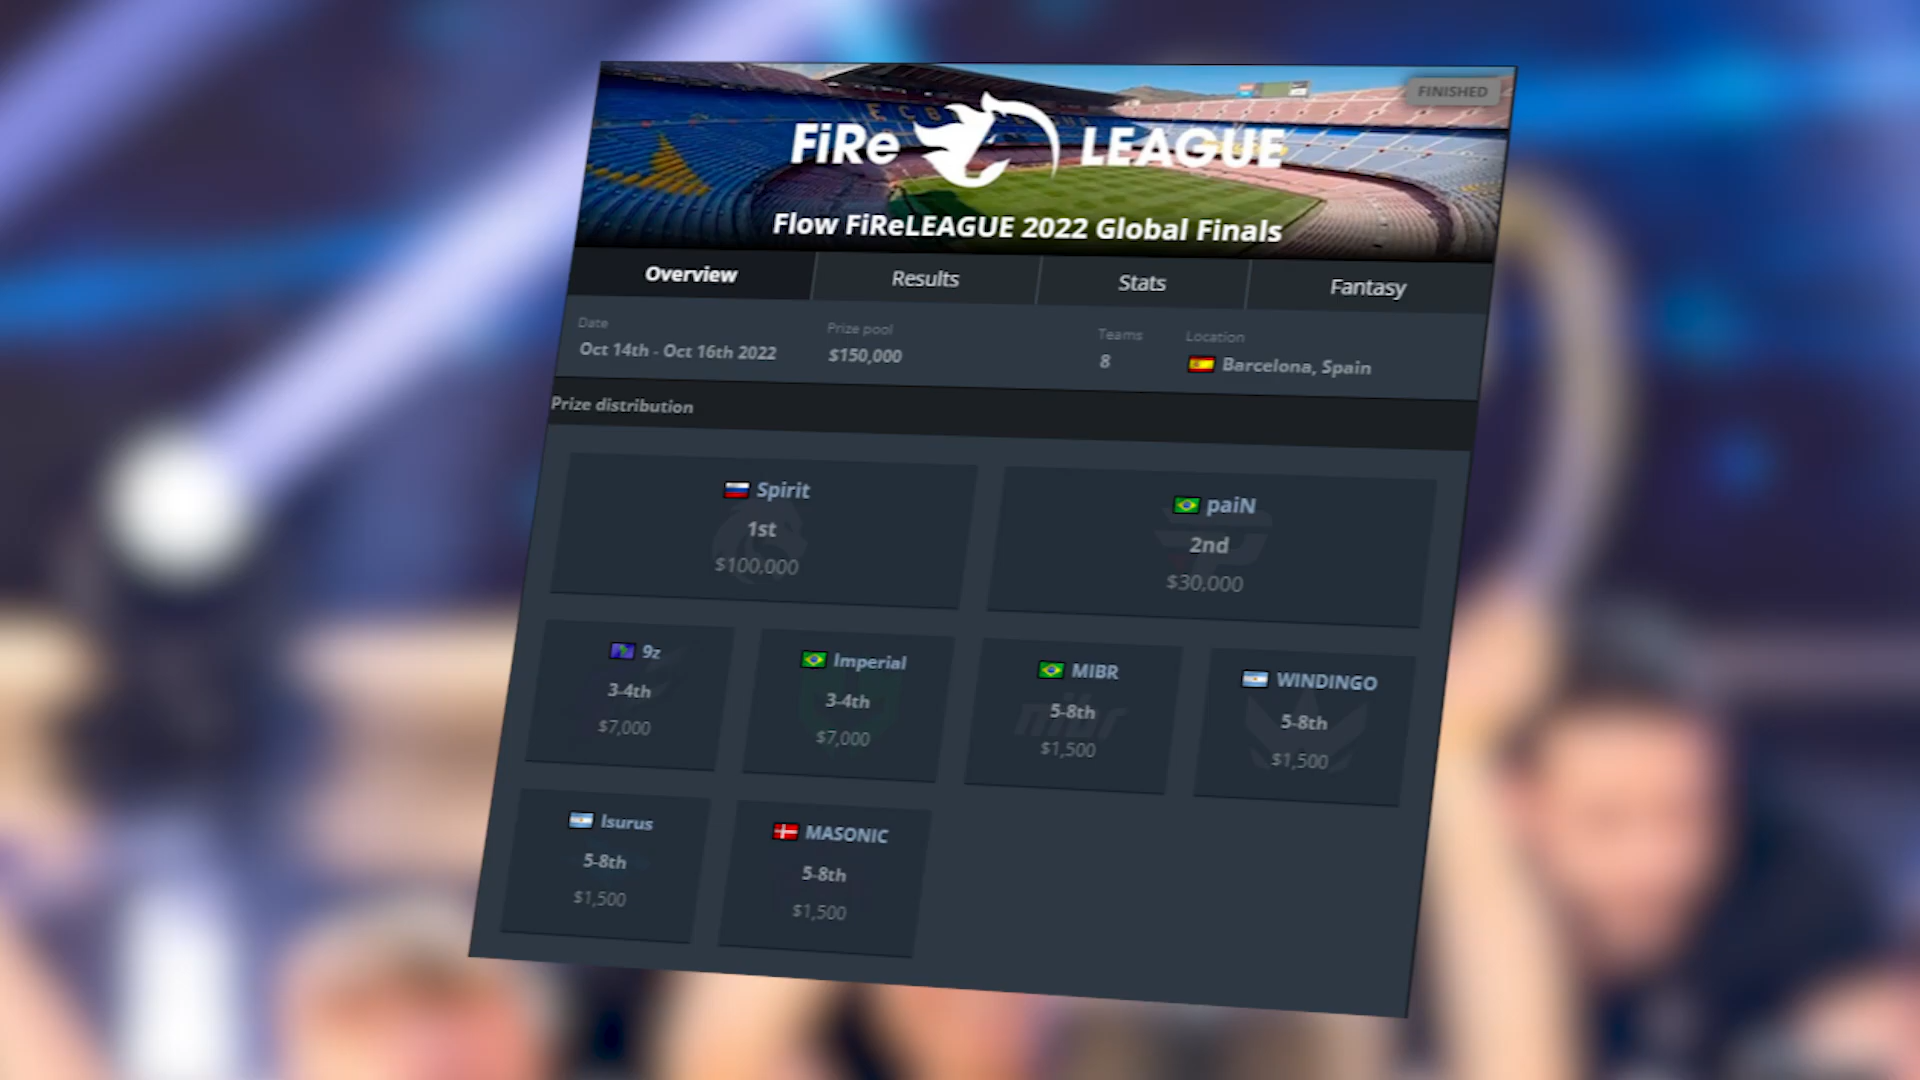 FINISHED
FiRe LEAGUE
Flow FiReLEAGUE 2022 Global Finals
Overview Results Stats Fantasy
Date Prize pool Teams Location
Oct 14th - Oct 16th 2022 $150,000 8 Barcelona, Spain
Prize distribution
Spirit
1st
$100,000
paiN
2nd
$30,000
9z
3-4th
$7,000
Imperial
3-4th
$7,000
MIBR
5-8th
$1,500
WINDINGO
5-8th
$1,500
Isurus
5-8th
$1,500
MASONIC
5-8th
$1,500